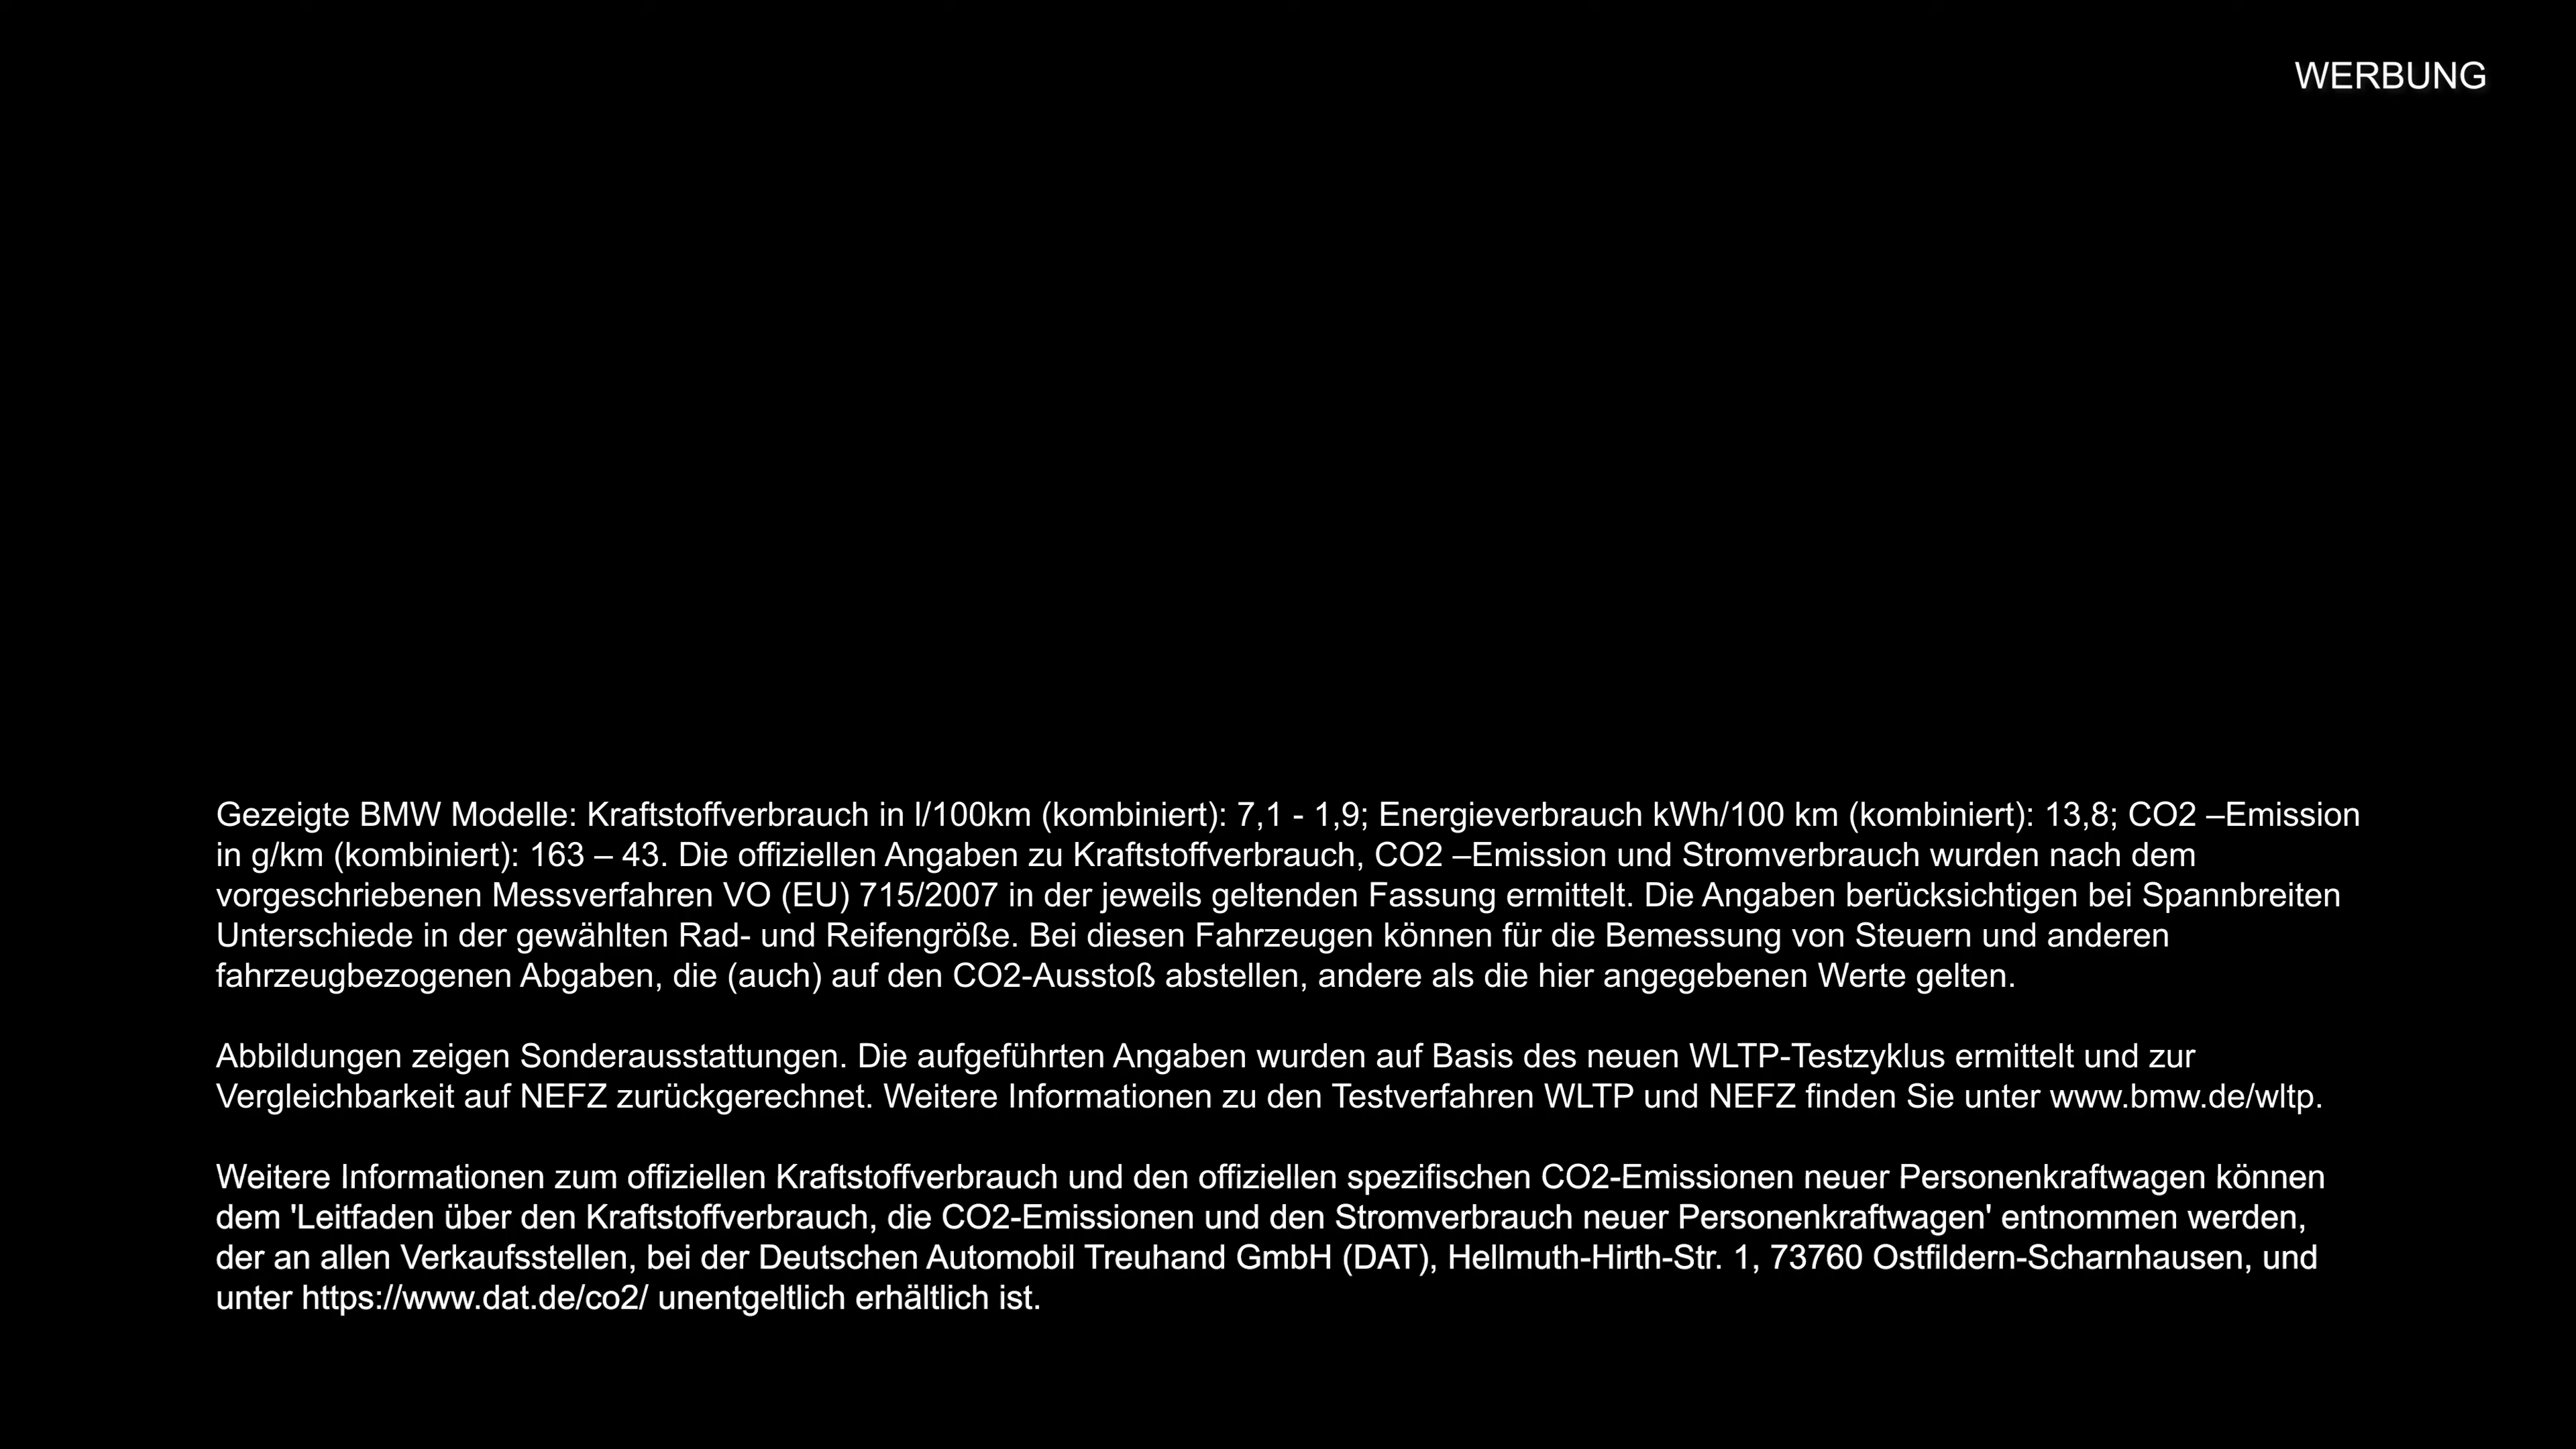 WERBUNG
Gezeigte BMW Modelle: Kraftstoffverbrauch in l/100km (kombiniert): 7,1 - 1,9; Energieverbrauch kWh/100 km (kombiniert): 13,8; CO2 –Emission
in g/km (kombiniert): 163 – 43. Die offiziellen Angaben zu Kraftstoffverbrauch, CO2 –Emission und Stromverbrauch wurden nach dem
vorgeschriebenen Messverfahren VO (EU) 715/2007 in der jeweils geltenden Fassung ermittelt. Die Angaben berücksichtigen bei Spannbreiten
Unterschiede in der gewählten Rad- und Reifengröße. Bei diesen Fahrzeugen können für die Bemessung von Steuern und anderen
fahrzeugbezogenen Abgaben, die (auch) auf den CO2-Ausstoß abstellen, andere als die hier angegebenen Werte gelten.
Abbildungen zeigen Sonderausstattungen. Die aufgeführten Angaben wurden auf Basis des neuen WLTP-Testzyklus ermittelt und zur
Vergleichbarkeit auf NEFZ zurückgerechnet. Weitere Informationen zu den Testverfahren WLTP und NEFZ finden Sie unter www.bmw.de/wltp.
Weitere Informationen zum offiziellen Kraftstoffverbrauch und den offiziellen spezifischen CO2-Emissionen neuer Personenkraftwagen können
dem 'Leitfaden über den Kraftstoffverbrauch, die CO2-Emissionen und den Stromverbrauch neuer Personenkraftwagen' entnommen werden,
der an allen Verkaufsstellen, bei der Deutschen Automobil Treuhand GmbH (DAT), Hellmuth-Hirth-Str. 1, 73760 Ostfildern-Scharnhausen, und
unter https://www.dat.de/co2/ unentgeltlich erhältlich ist.